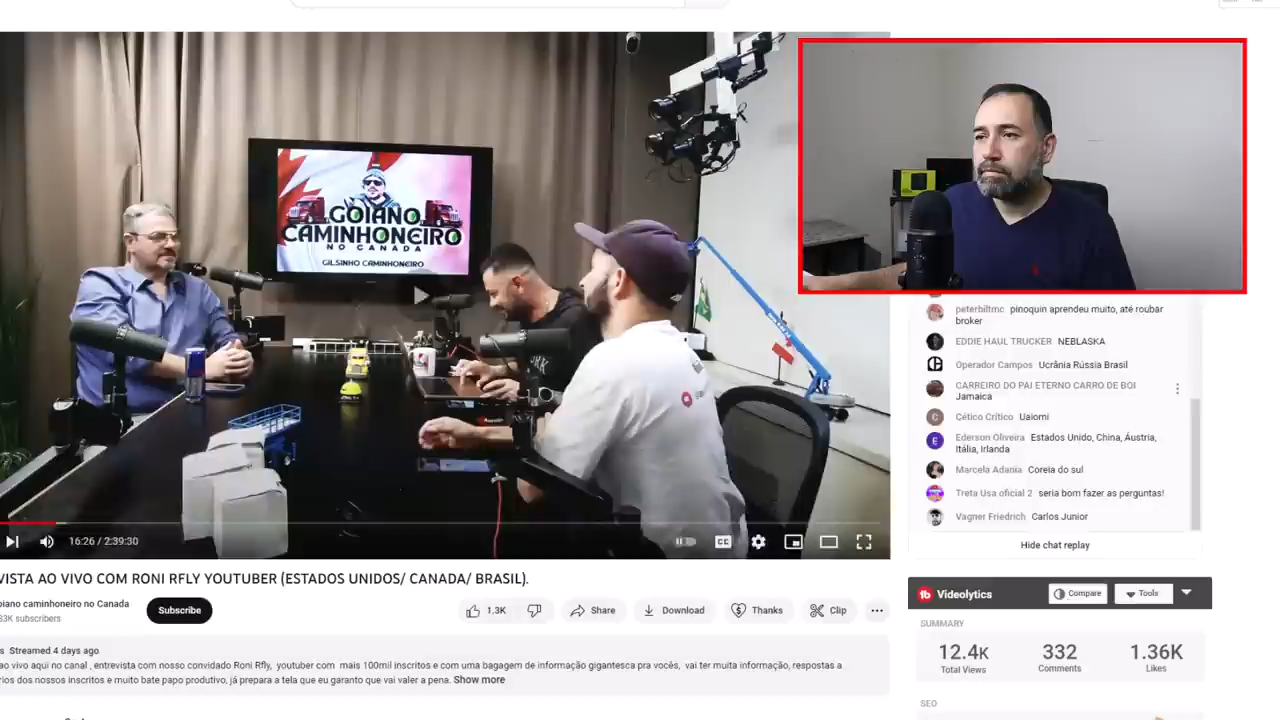 GOIANO
CAMINHONEIRO
NO CANADA
GILSINHO CAMINHONEIRO
peterbiltmc pinoquin aprendeu muito, até roubar
broker
EDDIE HAUL TRUCKER NEBLASKA
Operador Campos Ucrânia Rússia Brasil
CARREIRO DO PAI ETERNO CARRO DE BOI
Jamaica
Cético Crítico Uaiomi
Ederson Oliveira Estados Unido, China, Áustria,
Itália, Irlanda
Marcela Adania Coreia do sul
Treta Usa oficial 2 seria bom fazer as perguntas!
Vagner Friedrich Carlos Junior
Hide chat replay
16:26 / 2:39:30
CC
VISTA AO VIVO COM RONI RFLY YOUTUBER (ESTADOS UNIDOS/ CANADA/ BRASIL).
oiano caminhoneiro no Canada
33K subscribers
Subscribe
1.3K
Share
Download
Thanks
Clip
s Streamed 4 days ago
ao vivo aqui no canal , entrevista com nosso convidado Roni Rfly, youtuber com mais 100mil inscritos e com uma bagagem de informação gigantesca pra vocês, vai ter muita informação, respostas a
rios dos nossos inscritos e muito bate papo produtivo, já prepara a tela que eu garanto que vai valer a pena. Show more
Videolytics
Compare
Tools
SUMMARY
12.4K
Total Views
332
Comments
1.36K
Likes
SEO